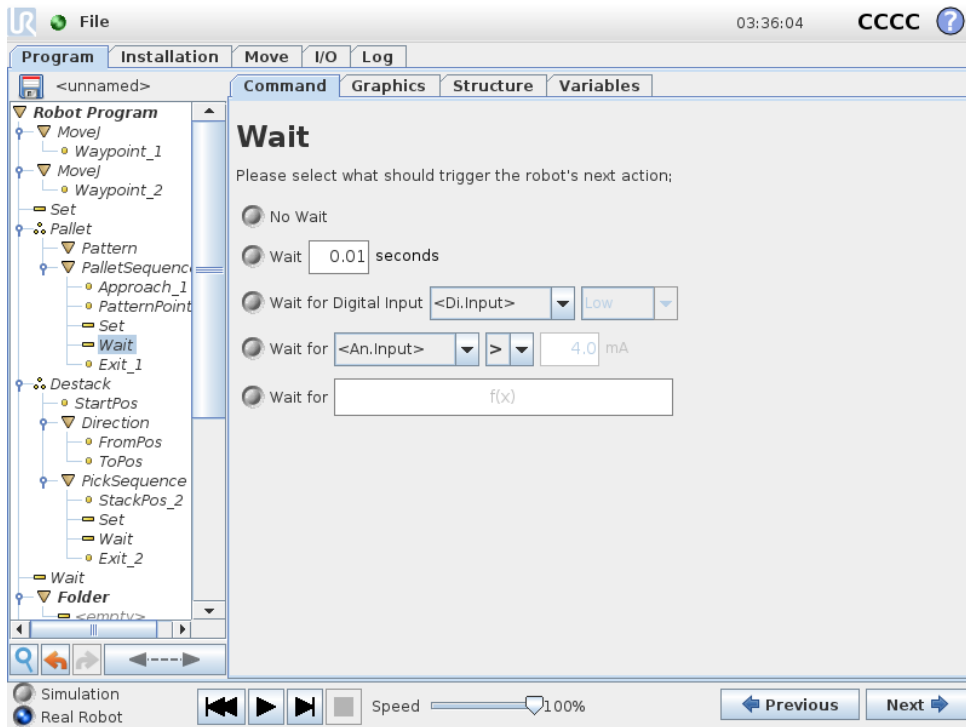 UR File 03:36:04 CCCC ?
Program Installation Move I/O Log
<unnamed>
Command Graphics Structure Variables
Robot Program
MoveJ
Waypoint_1
MoveJ
Waypoint_2
Set
Pallet
Pattern
PalletSequenc
Approach_1
PatternPoint
Set
Wait
Exit_1
Destack
StartPos
Direction
FromPos
ToPos
PickSequence
StackPos_2
Set
Wait
Exit_2
Wait
Folder
<empty>
Wait
Please select what should trigger the robot's next action;
No Wait
Wait 0.01 seconds
Wait for Digital Input <Di.Input> Low
Wait for <An.Input> > 4.0 mA
Wait for f(x)
Simulation
Real Robot
Speed 100%
Previous Next